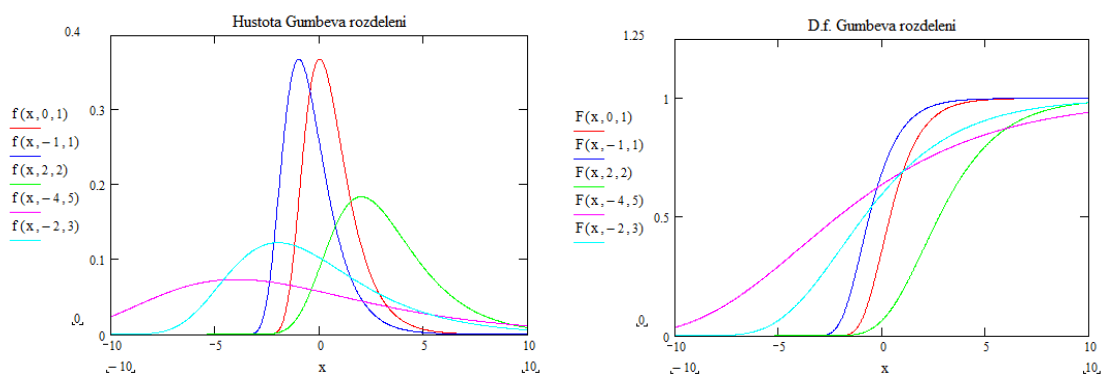 Hustota Gumbeva rozdeleni
0.4
0.3
0.2
0.1
0
0
f(x,0,1)
f(x,-1,1)
f(x,2,2)
f(x,-4,5)
f(x,-2,3)
-10
-5
0
5
10
-10
x
10
D.f. Gumbeva rozdeleni
1.25
1
0.5
0
0
F(x,0,1)
F(x,-1,1)
F(x,2,2)
F(x,-4,5)
F(x,-2,3)
-10
-5
0
5
10
-10
x
10